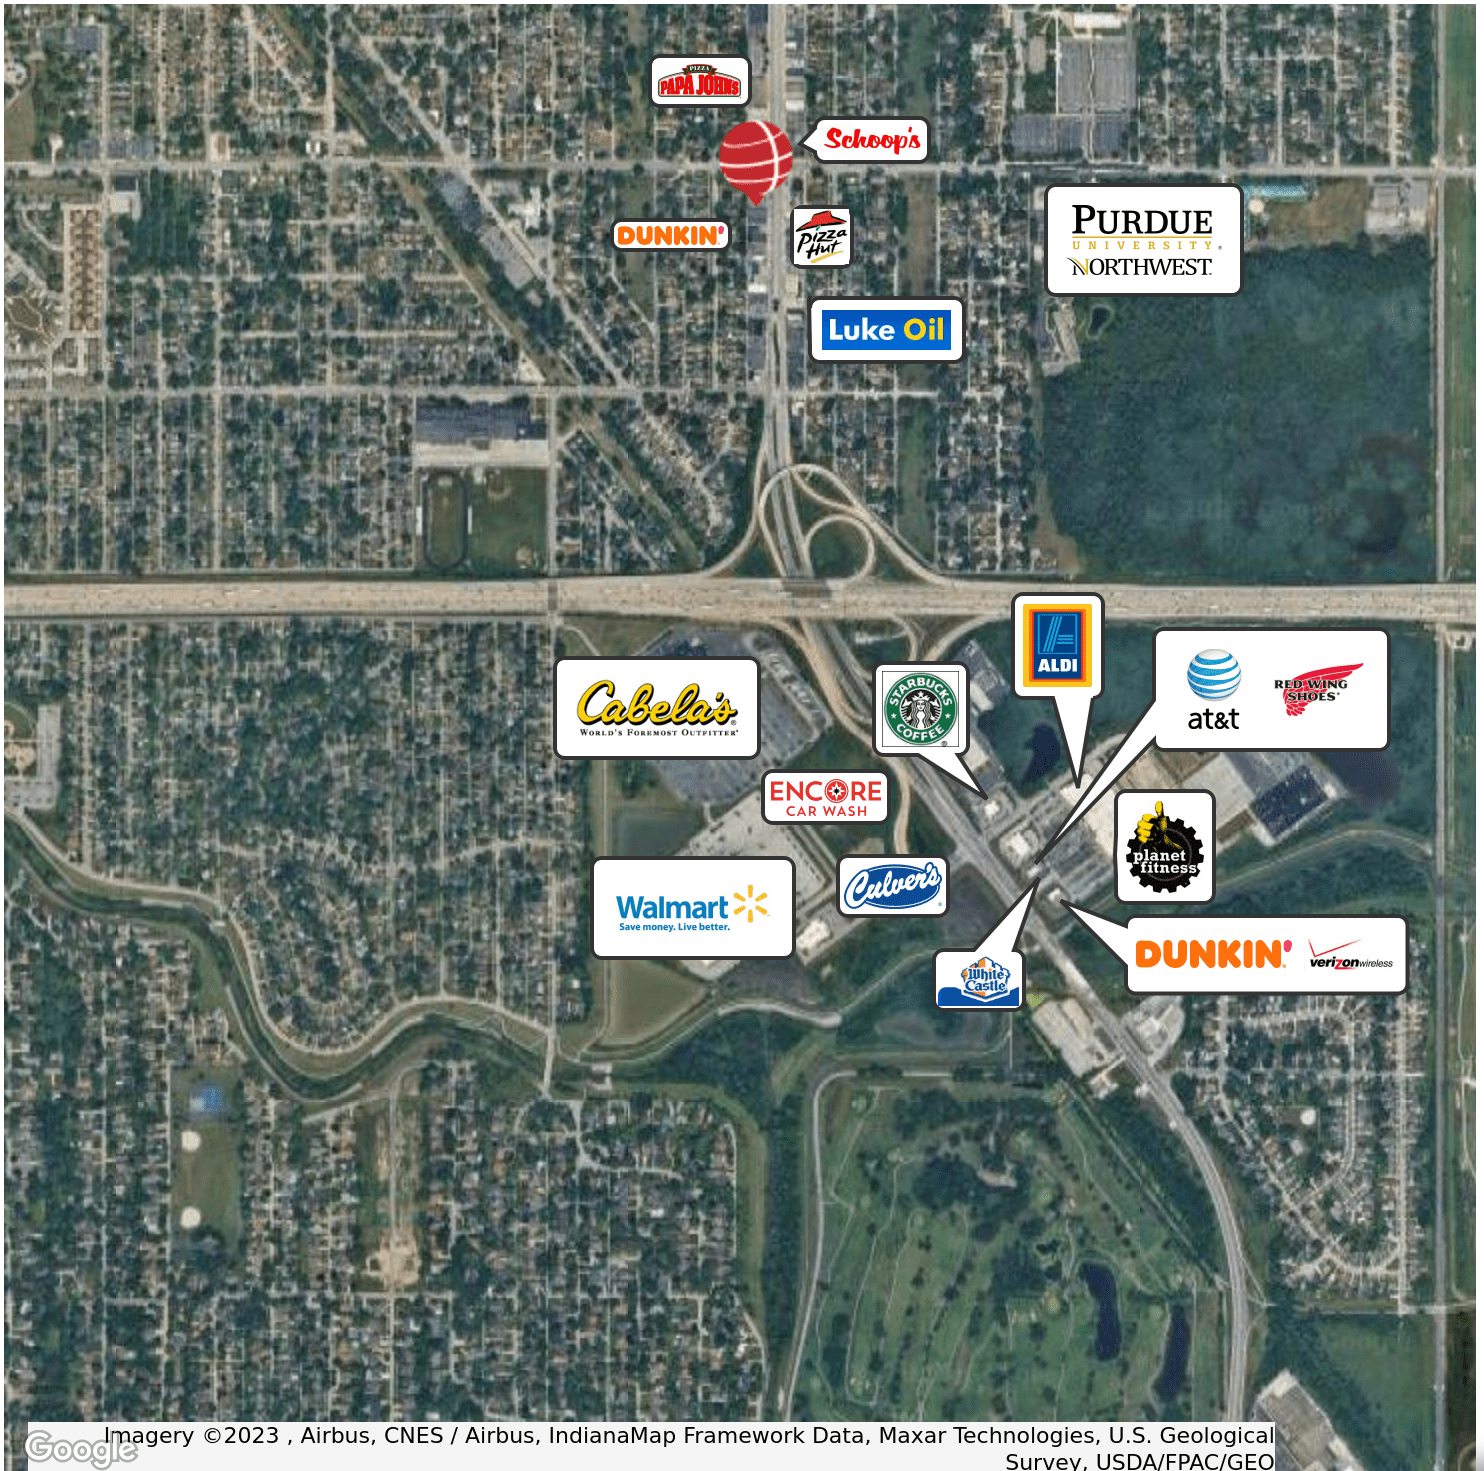 PIZZA
PAPA JOHNS
Schoop's
DUNKIN'
Pizza
Hut
PURDUE
UNIVERSITY®
NORTHWEST.
Luke Oil
ALDI
Cabela's®
WORLD'S FOREMOST OUTFITTER®
STARBUCKS
COFFEE
®
at&t
RED WING
SHOES®
ENCORE
CAR WASH
planet
fitness
Walmart
Save money. Live better.
Culver's®
White
Castle
DUNKIN'
verizonwireless
Google
Imagery ©2023 , Airbus, CNES / Airbus, IndianaMap Framework Data, Maxar Technologies, U.S. Geological
Survey, USDA/FPAC/GEO